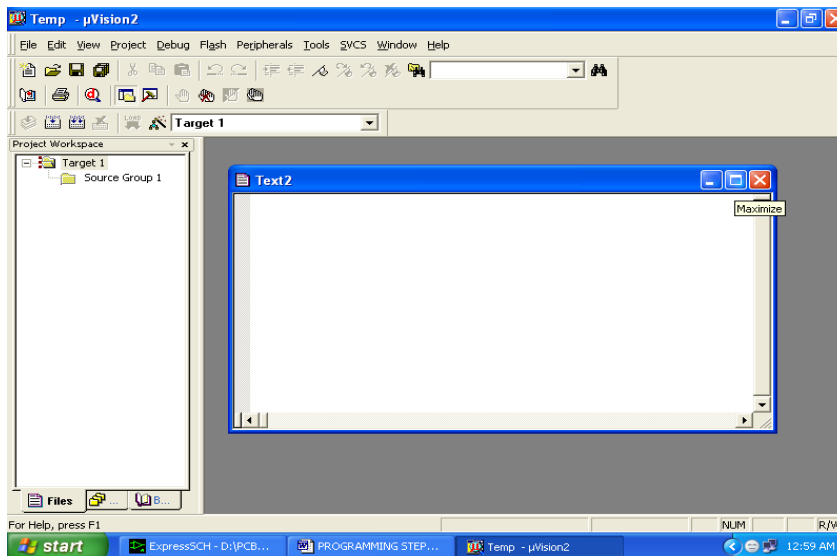 Temp - µVision2
File Edit View Project Debug Flash Peripherals Tools SVCS Window Help
Target 1
Project Workspace
Target 1
Source Group 1
Text2
Maximize
Files ... B...
For Help, press F1
NUM R/W
start ExpressSCH - D:\PCB... PROGRAMMING STEP... Temp - µVision2 12:59 AM